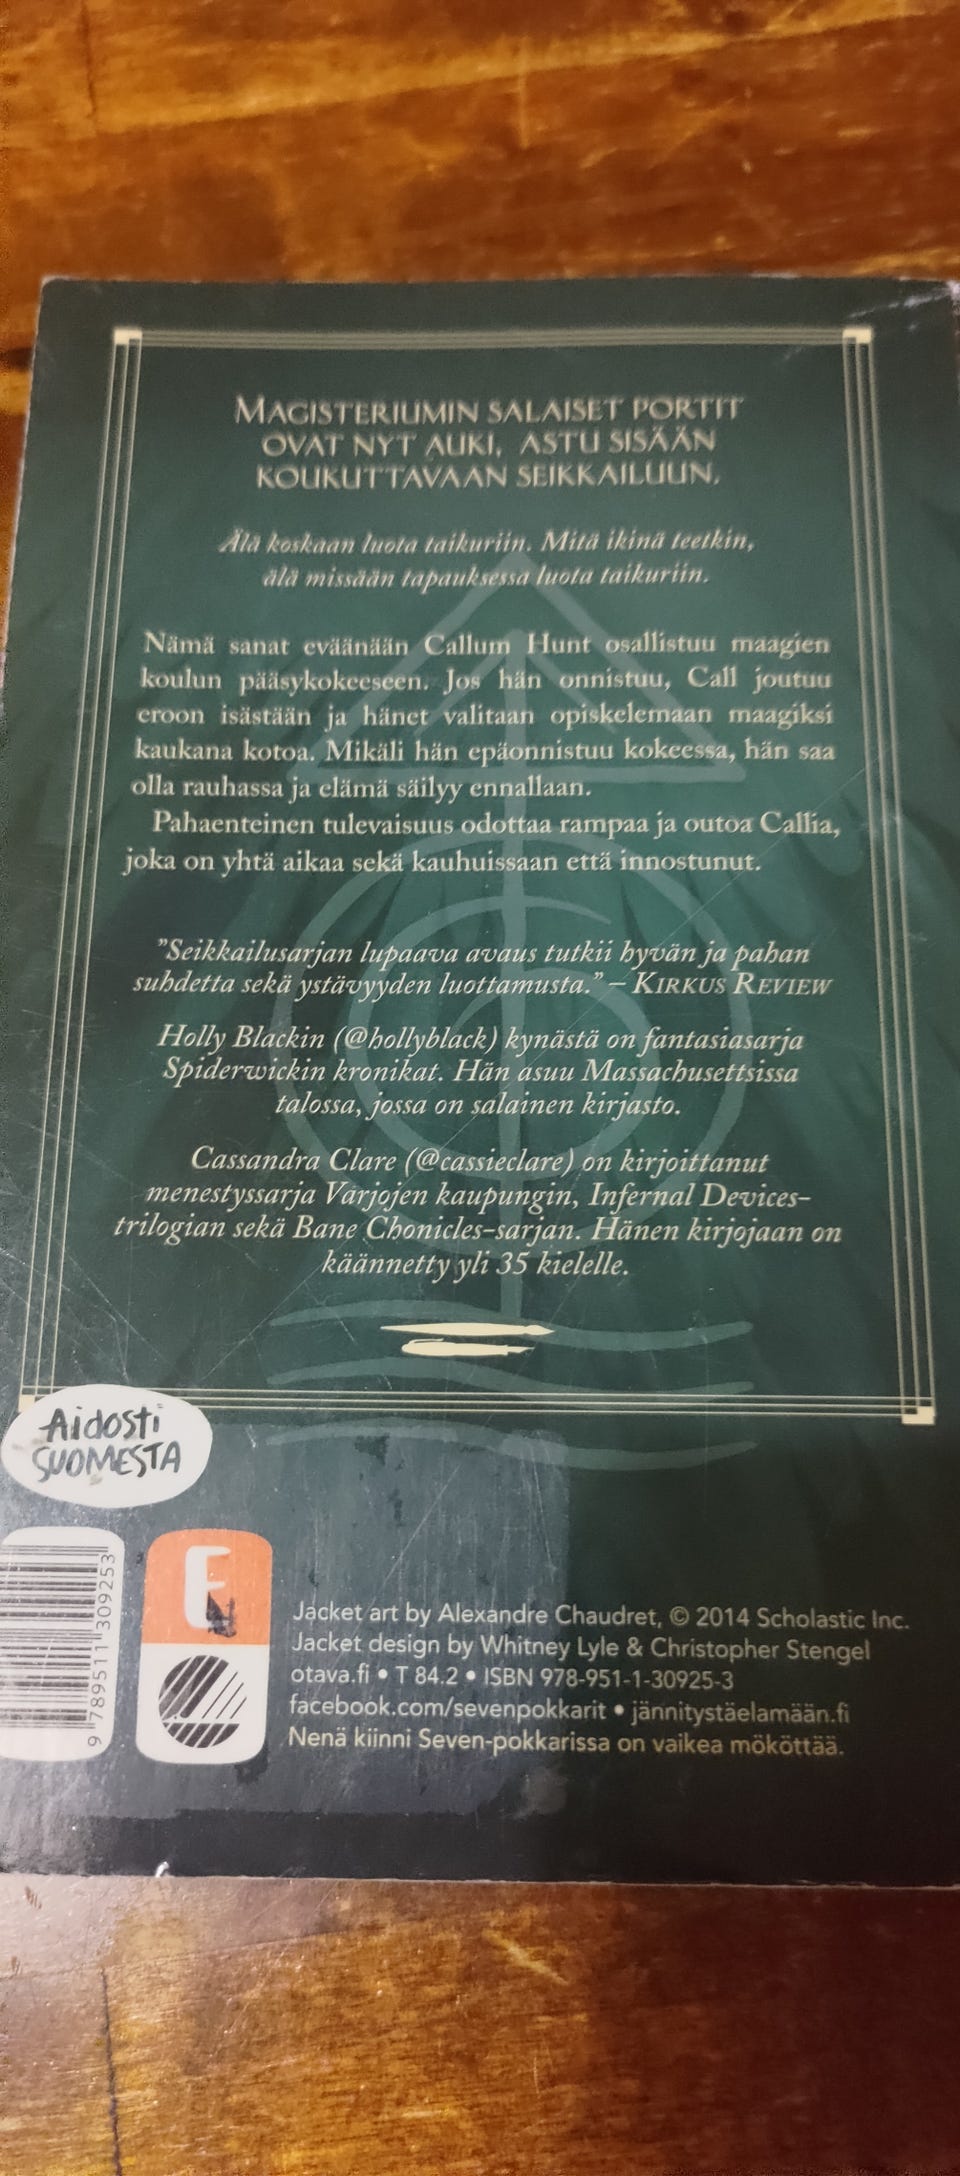 MAGISTERIUMIN SALAISET PORTIT
OVAT NYT AUKI, ASTU SISÄÄN
KOUKUTTAVAAN SEIKKAILUUN.
Älä koskaan luota taikuriin. Mitä ikinä teetkin,
älä missään tapauksessa luota taikuriin.
Nämä sanat eväänään Callum Hunt osallistuu maagien
koulun pääsykokeeseen. Jos hän onnistuu, Call joutuu
eroon isästään ja hänet valitaan opiskelemaan maagiksi
kaukana kotoa. Mikäli hän epäonnistuu kokeessa, hän saa
olla rauhassa ja elämä säilyy ennallaan.
Pahaenteinen tulevaisuus odottaa rampaa ja outoa Callia,
joka on yhtä aikaa sekä kauhuissaan että innostunut.
"Seikkailusarjan lupaava avaus tutkii hyvän ja pahan
suhdetta sekä ystävyyden luottamusta." – KIRKUS REVIEW
Holly Blackin (@hollyblack) kynästä on fantasiasarja
Spiderwickin kronikat. Hän asuu Massachusettsissa
talossa, jossa on salainen kirjasto.
Cassandra Clare (@cassieclare) on kirjoittanut
menestyssarja Varjojen kaupungin, Infernal Devices-
trilogian sekä Bane Chonicles-sarjan. Hänen kirjojaan on
käännetty yli 35 kielelle.
Aidosti
SUOMESTA
9 789511 309253
Jacket art by Alexandre Chaudret, © 2014 Scholastic Inc.
Jacket design by Whitney Lyle & Christopher Stengel
otava.fi • T 84.2 • ISBN 978-951-1-30925-3
facebook.com/sevenpokkarit • jännitystäelamään.fi
Nenä kiinni Seven-pokkarissa on vaikea mököttää.